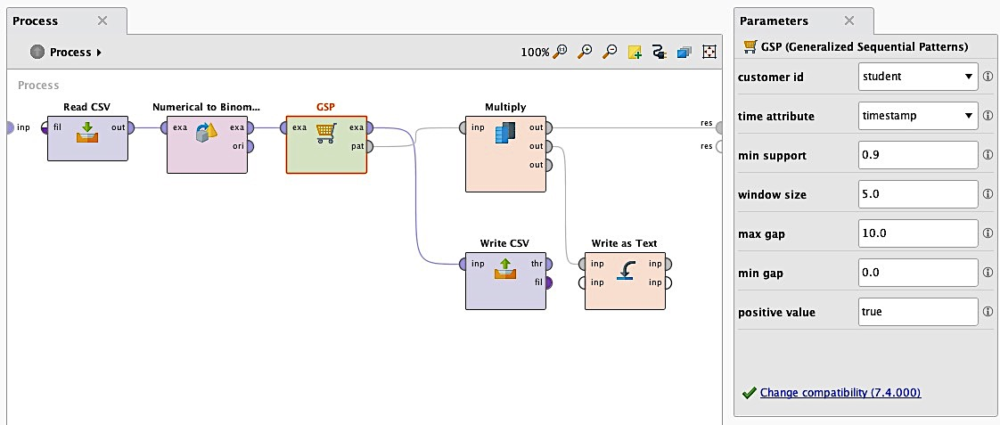 Process
Process
100%
Process
Read CSV
Numerical to Binom...
GSP
Multiply
inp
fil
out
exa
exa
ori
exa
exa
pat
inp
out
out
out
res
res
Write CSV
Write as Text
inp
thr
fil
inp
inp
inp
inp
Parameters
GSP (Generalized Sequential Patterns)
customer id
student
time attribute
timestamp
min support
0.9
window size
5.0
max gap
10.0
min gap
0.0
positive value
true
Change compatibility (7.4.000)